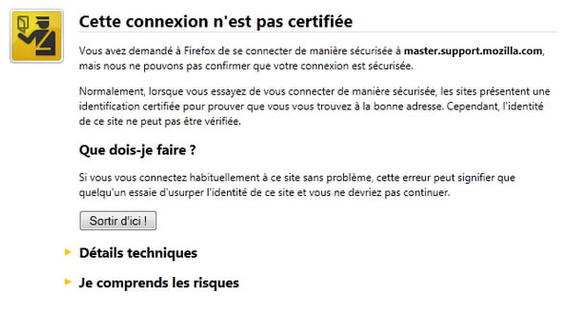 Cette connexion n'est pas certifiée
Vous avez demandé à Firefox de se connecter de manière sécurisée à master.support.mozilla.com,
mais nous ne pouvons pas confirmer que votre connexion est sécurisée.
Normalement, lorsque vous essayez de vous connecter de manière sécurisée, les sites présentent une
identification certifiée pour prouver que vous vous trouvez à la bonne adresse. Cependant, l'identité
de ce site ne peut pas être vérifiée.
Que dois-je faire ?
Si vous vous connectez habituellement à ce site sans problème, cette erreur peut signifier que
quelqu'un essaie d'usurper l'identité de ce site et vous ne devriez pas continuer.
Sortir d'ici !
Détails techniques
Je comprends les risques